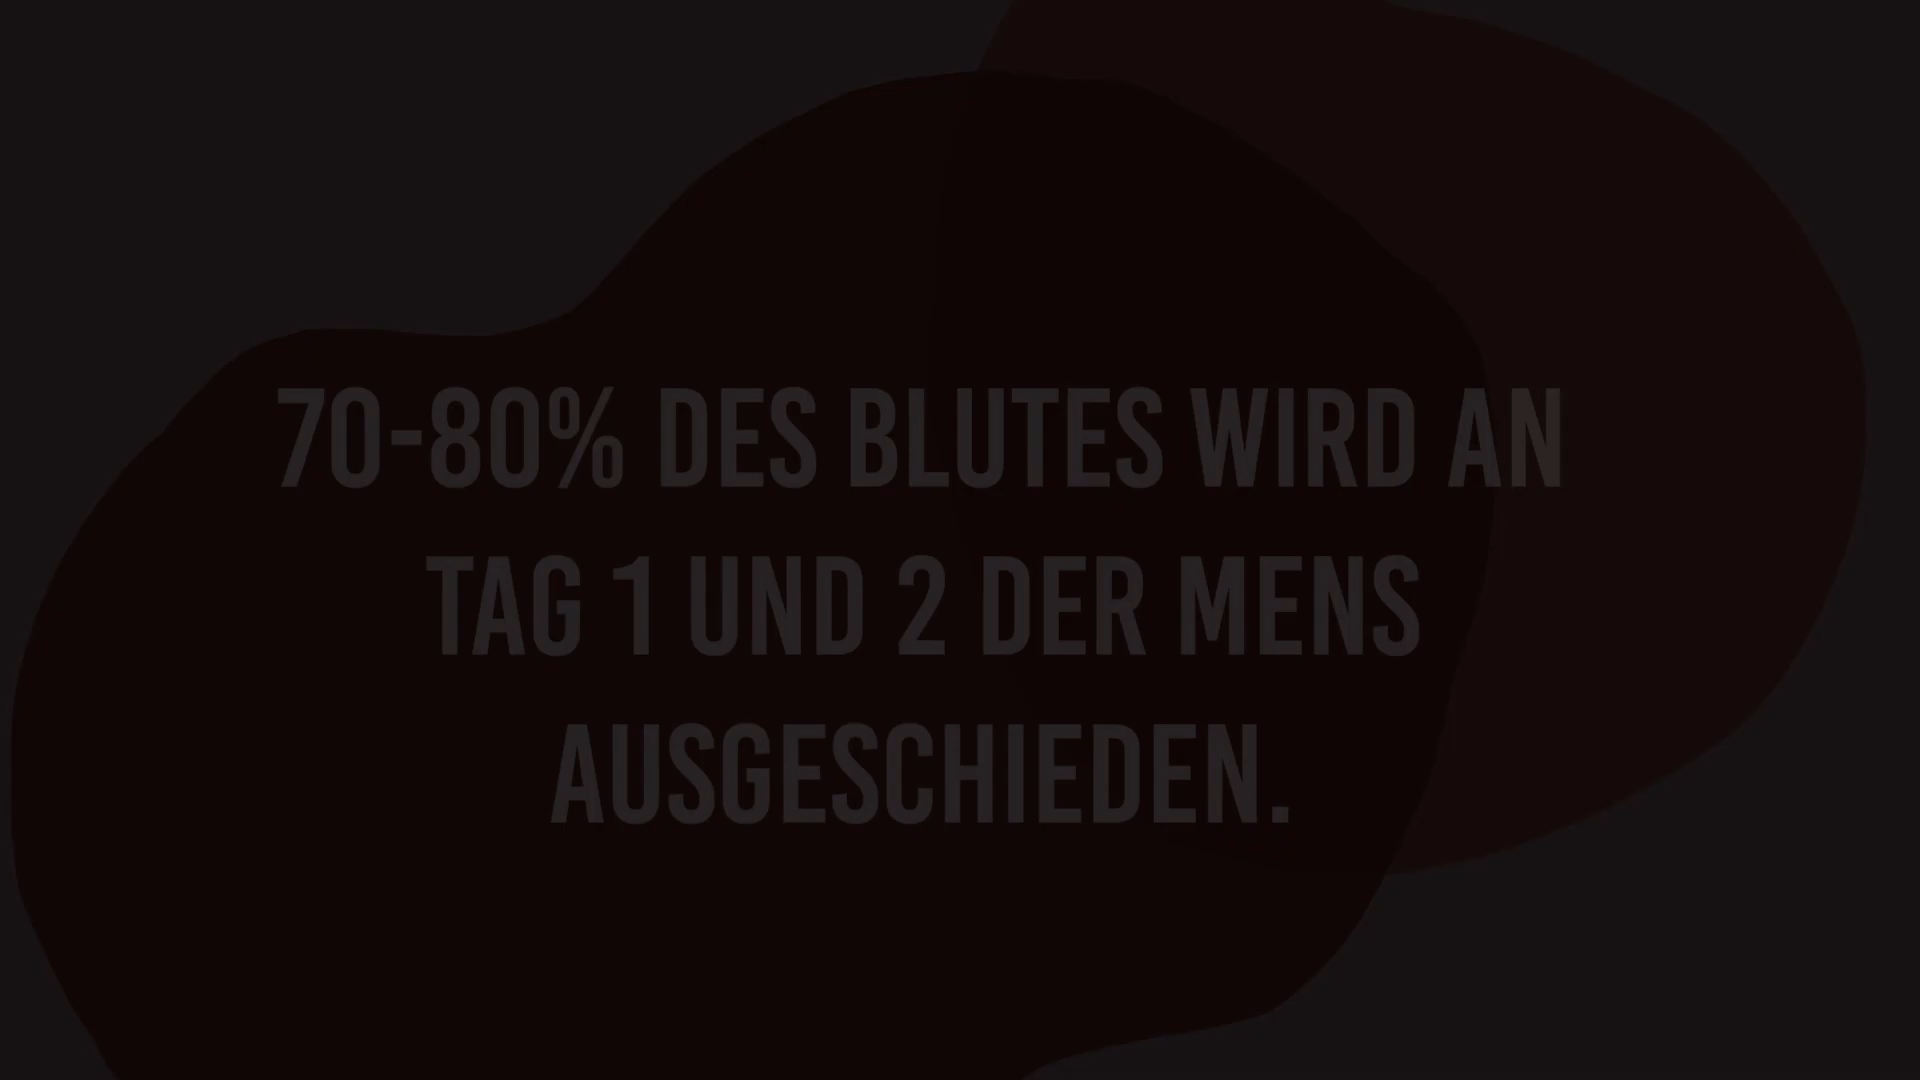 70-80% DES BLUTES WIRD AN
TAG 1 UND 2 DER MENS
AUSGESCHIEDEN.